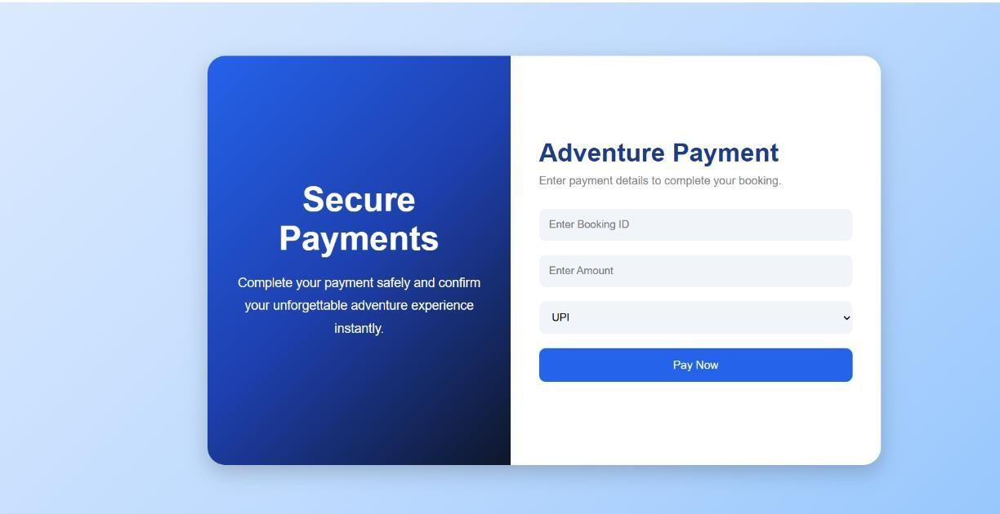 Secure
Payments
Complete your payment safely and confirm
your unforgettable adventure experience
instantly.
Adventure Payment
Enter payment details to complete your booking.
Enter Booking ID
Enter Amount
UPI
Pay Now